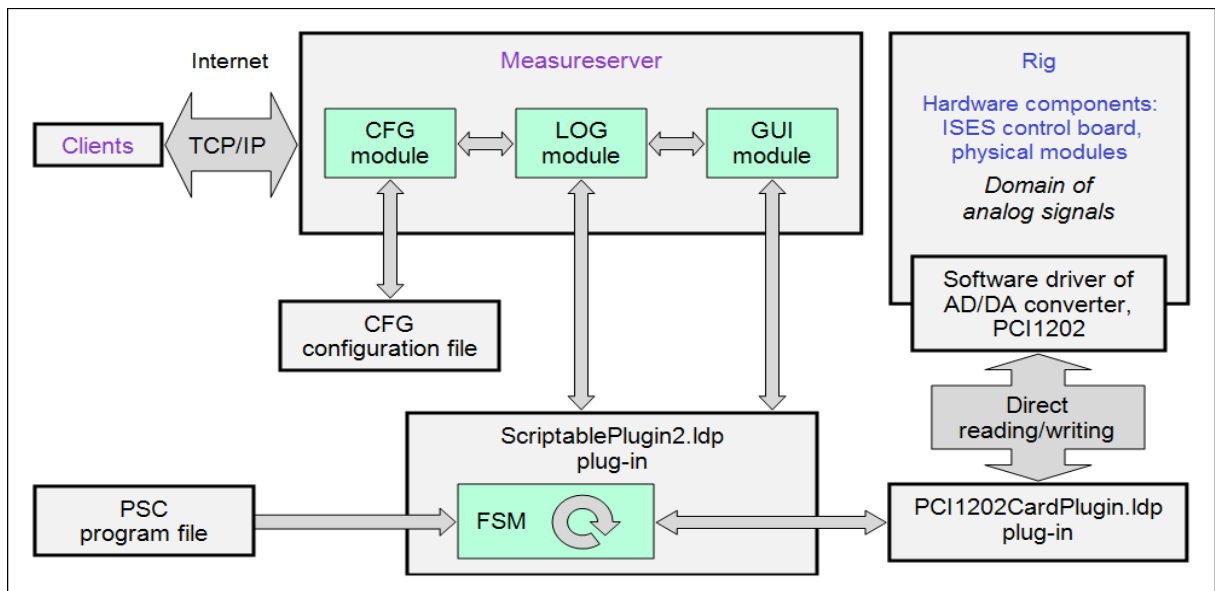 Internet
Clients
TCP/IP
Measureserver
CFG
module
LOG
module
GUI
module
CFG
configuration file
Rig
Hardware components:
ISES control board,
physical modules
Domain of
analog signals
Software driver of
AD/DA converter,
PCI1202
Direct
reading/writing
ScriptablePlugin2.ldp
plug-in
FSM
PSC
program file
PCI1202CardPlugin.ldp
plug-in